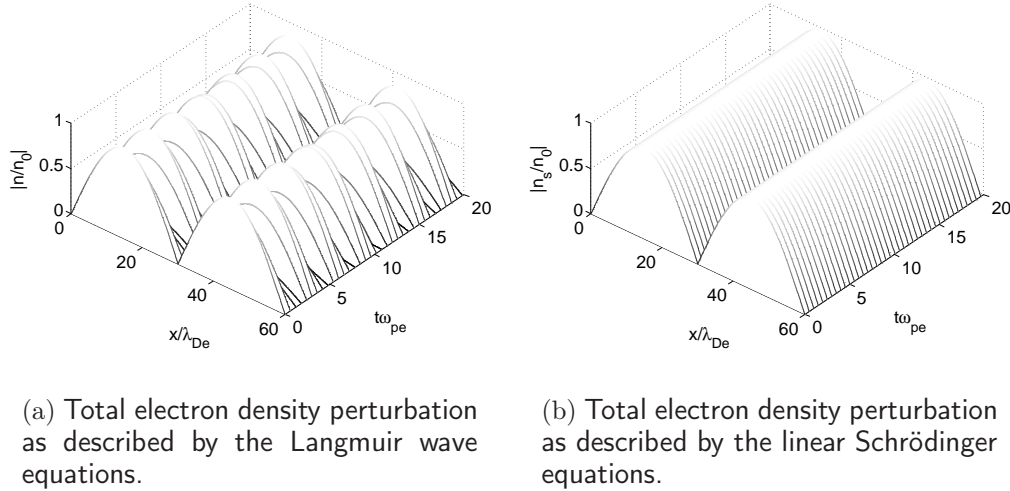 |n/n0|
1
0.5
0
0
20
40
60
x/λDe
0
5
10
15
20
tωpe
|ns/n0|
1
0.5
0
0
20
40
60
x/λDe
0
5
10
15
20
tωpe
(a) Total electron density perturbation
as described by the Langmuir wave
equations.
(b) Total electron density perturbation
as described by the linear Schrödinger
equations.